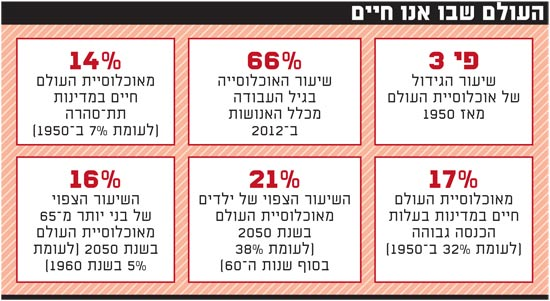 העולם שבו אנו חיים
פי 3
שיעור הגידול
של אוכלוסיית העולם
מאז 1950
66%
שיעור האוכלוסייה
בגיל העבודה
מכלל האנושות
ב־2012
14%
מאוכלוסיית העולם
חיים במדינות
תת־סהרה
(לעומת 7% ב־1950)
17%
מאוכלוסיית העולם
חיים במדינות בעלות
הכנסה גבוהה
(לעומת 32% ב־1950)
21%
השיעור הצפוי של ילדים
מאוכלוסיית העולם
בשנת 2050
(לעומת 38%
בסוף שנות ה־60)
16%
השיעור הצפוי
של בני יותר מ־65
מאוכלוסיית העולם
בשנת 2050 (לעומת
5% בשנת 1960)